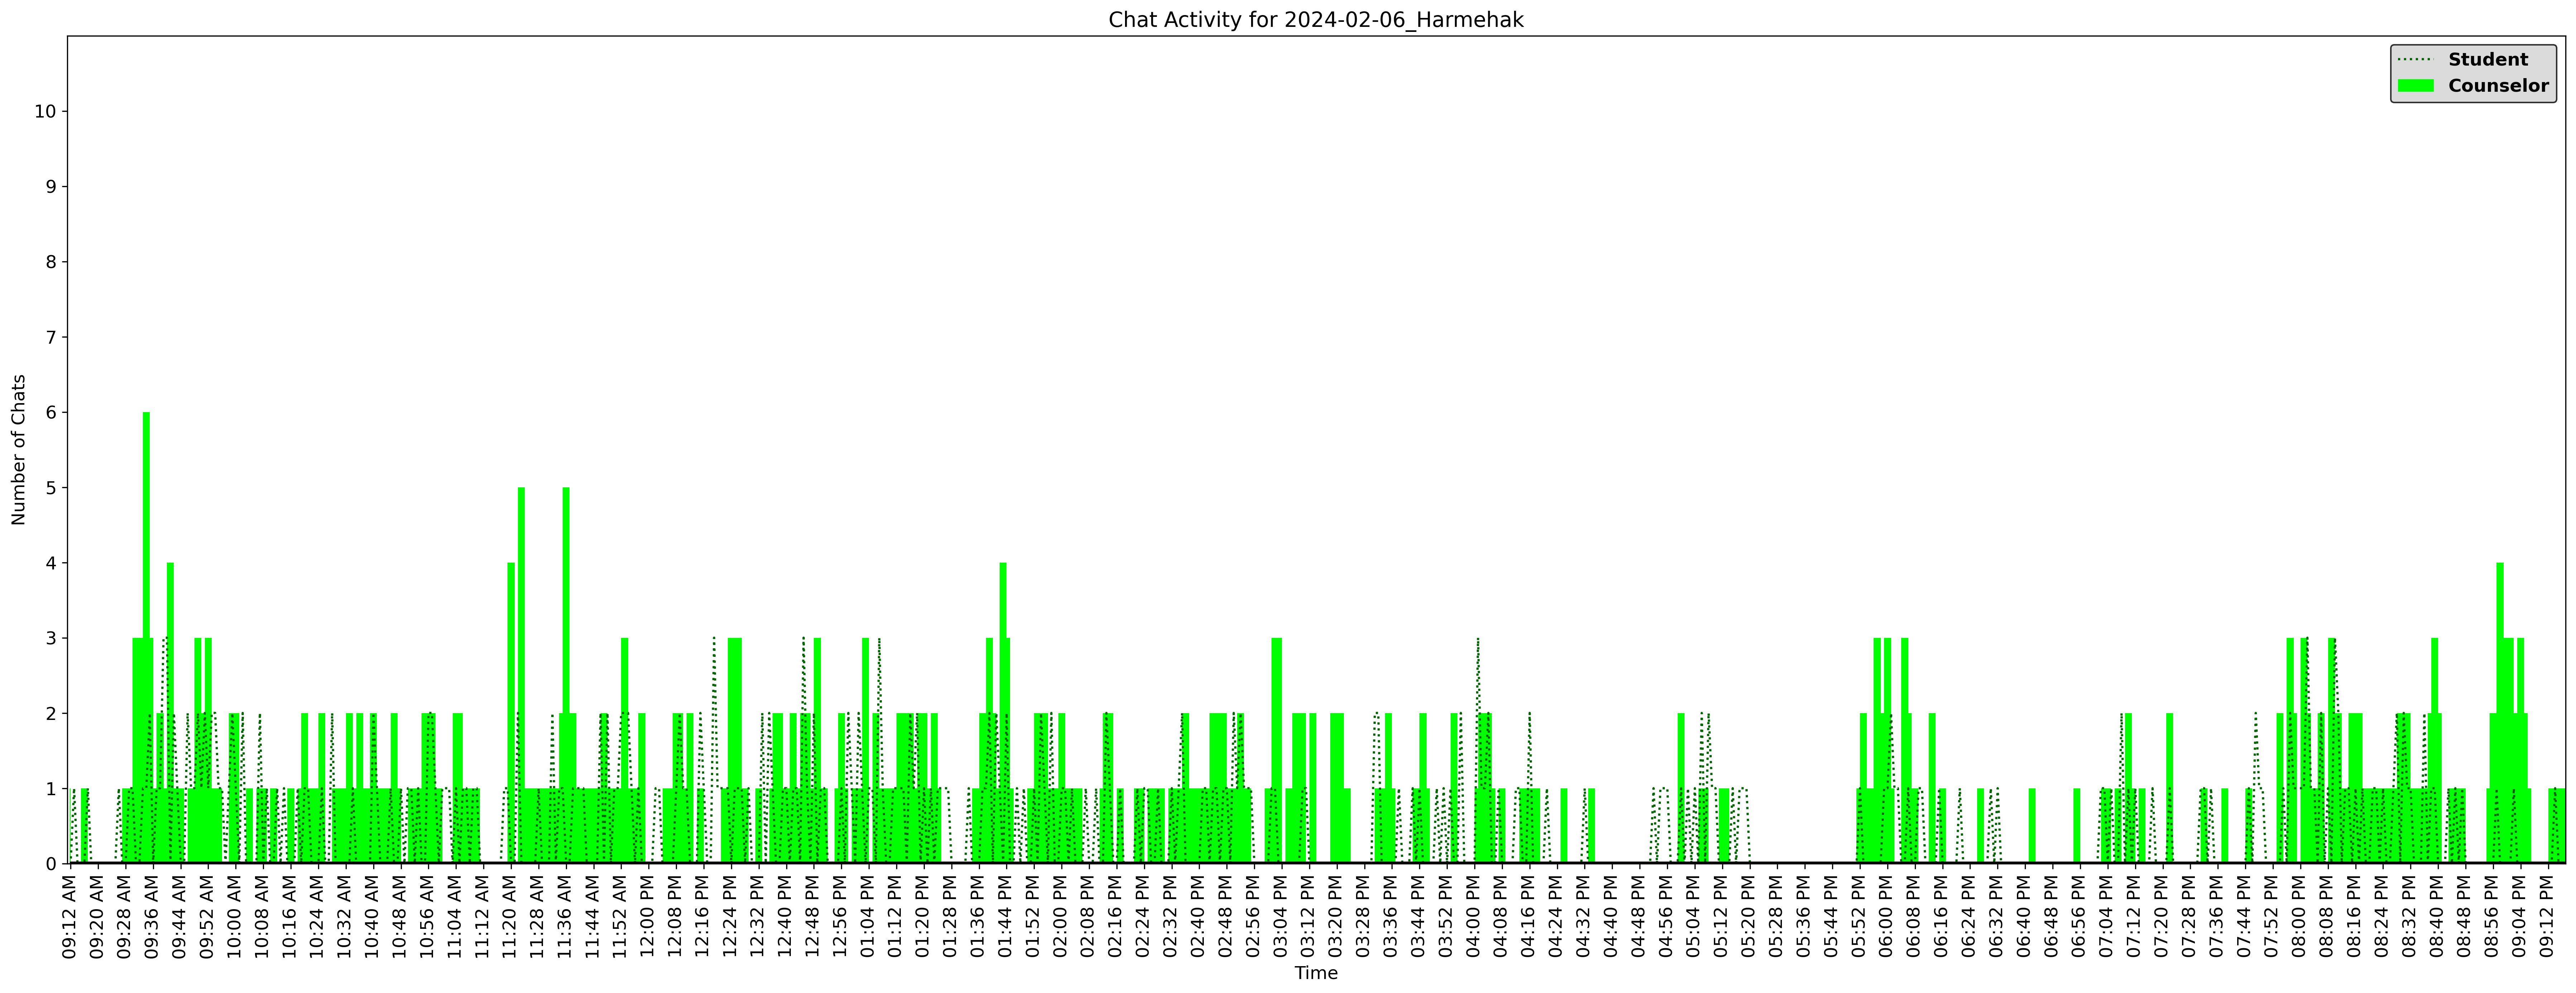 Chat Activity for 2024-02-06_Harmehak
Student
Counselor
Number of Chats
10
9
8
7
6
5
4
3
2
1
0
09:12 AM
09:20 AM
09:28 AM
09:36 AM
09:44 AM
09:52 AM
10:00 AM
10:08 AM
10:16 AM
10:24 AM
10:32 AM
10:40 AM
10:48 AM
10:56 AM
11:04 AM
11:12 AM
11:20 AM
11:28 AM
11:36 AM
11:44 AM
11:52 AM
12:00 PM
12:08 PM
12:16 PM
12:24 PM
12:32 PM
12:40 PM
12:48 PM
12:56 PM
01:04 PM
01:12 PM
01:20 PM
01:28 PM
01:36 PM
01:44 PM
01:52 PM
02:00 PM
02:08 PM
02:16 PM
02:24 PM
02:32 PM
02:40 PM
02:48 PM
02:56 PM
03:04 PM
03:12 PM
03:20 PM
03:28 PM
03:36 PM
03:44 PM
03:52 PM
04:00 PM
04:08 PM
04:16 PM
04:24 PM
04:32 PM
04:40 PM
04:48 PM
04:56 PM
05:04 PM
05:12 PM
05:20 PM
05:28 PM
05:36 PM
05:44 PM
05:52 PM
06:00 PM
06:08 PM
06:16 PM
06:24 PM
06:32 PM
06:40 PM
06:48 PM
06:56 PM
07:04 PM
07:12 PM
07:20 PM
07:28 PM
07:36 PM
07:44 PM
07:52 PM
08:00 PM
08:08 PM
08:16 PM
08:24 PM
08:32 PM
08:40 PM
08:48 PM
08:56 PM
09:04 PM
09:12 PM
Time